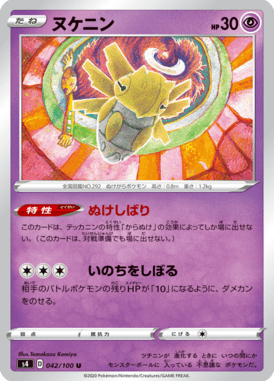 たね ヌケニン HP30
全国図鑑 NO.292 ぬけがらポケモン 高さ：0.8m 重さ：1.2kg
特性 ぬけしばり
このカードは、テッカニンの特性「からぬけ」の効果によってしか場に出せない。(このカードは、対戦準備でも場に出せない。)
いのちをしぼる
相手のバトルポケモンの残りHPが「10」になるように、ダメカン
をのせる。
弱点 抵抗力 にげる
Illus. Tomokazu Komiya
s4 D 042/100 U
ツチニンが 進化する とき いつの間にか
モンスターボールに 入っている 不思議な ポケモンだ。
©2020 Pokémon/Nintendo/Creatures/GAME FREAK.